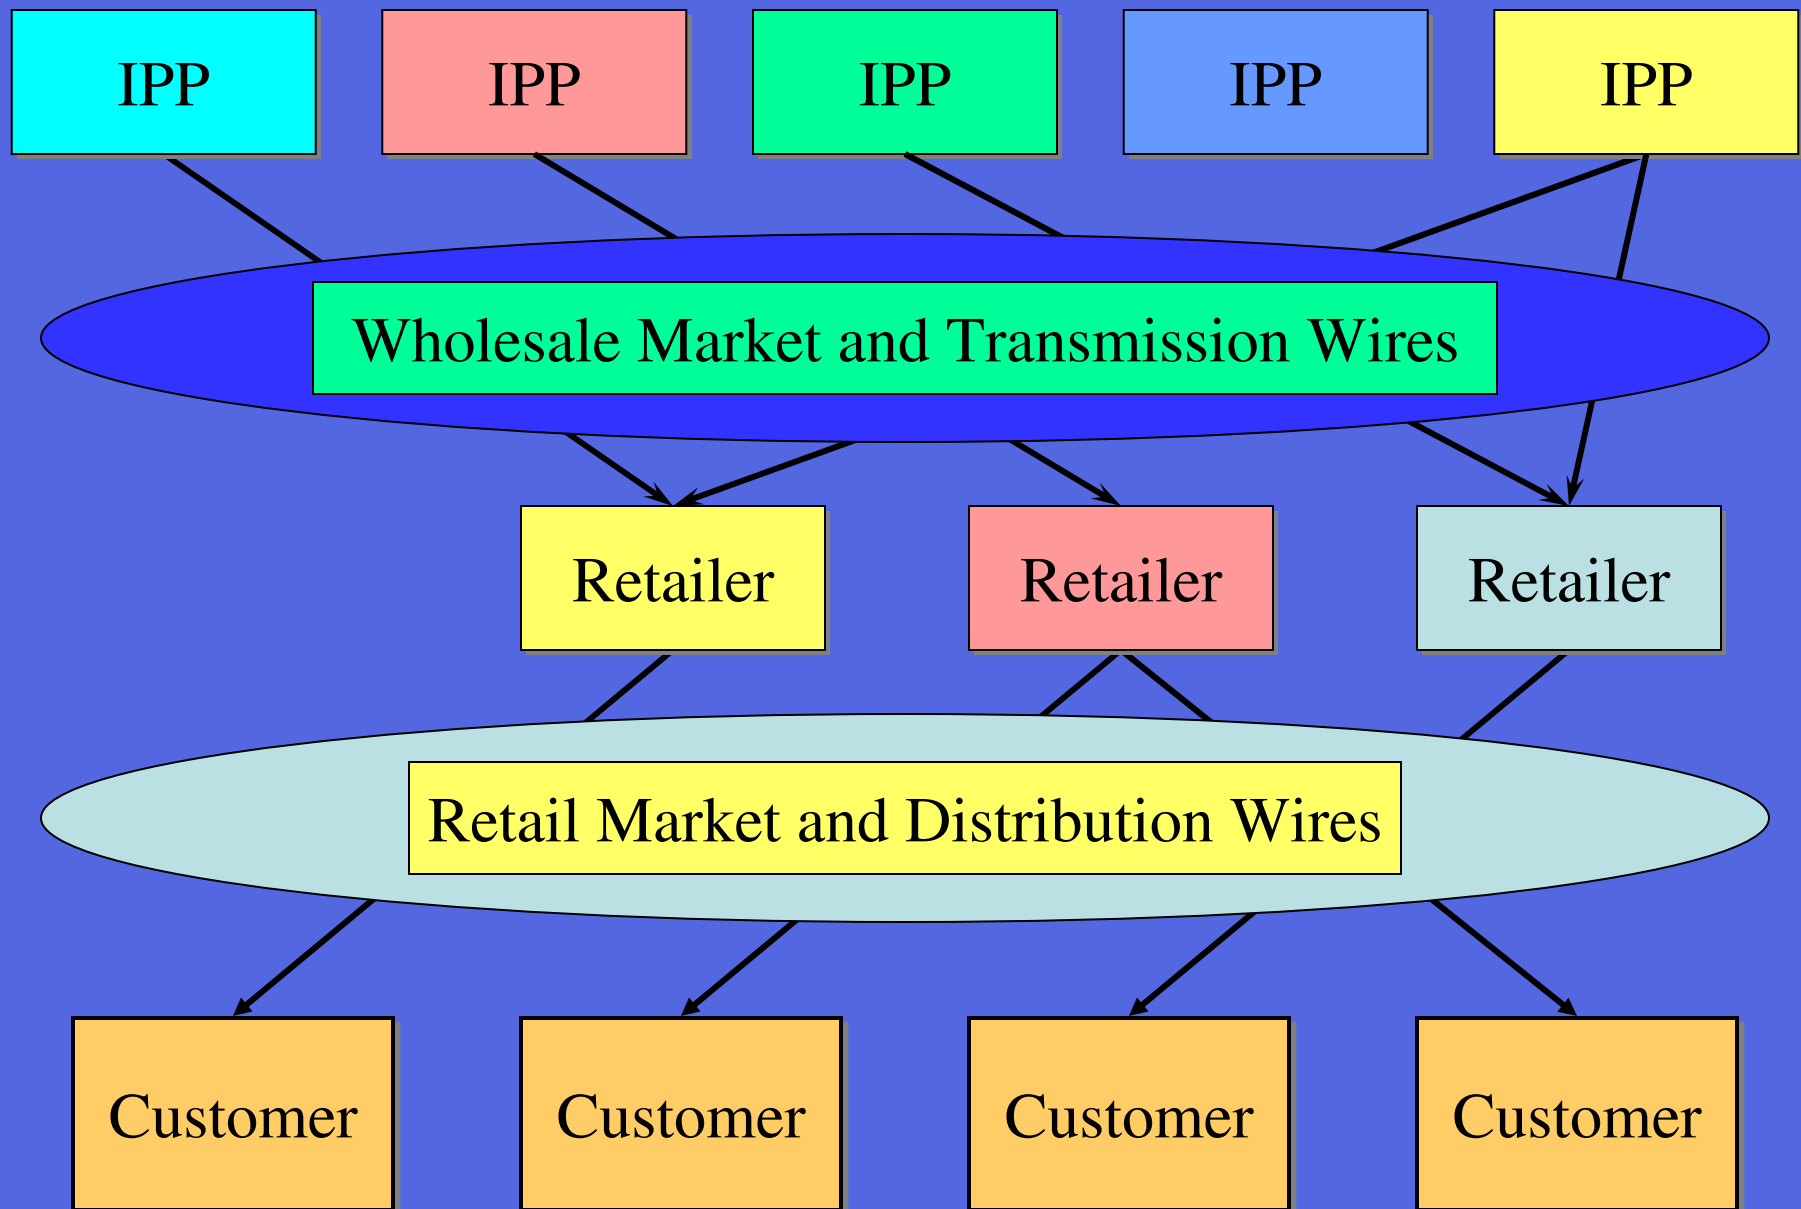 IPP
IPP
IPP
IPP
IPP
Wholesale Market and Transmission Wires
Retailer
Retailer
Retailer
Retail Market and Distribution Wires
Customer
Customer
Customer
Customer